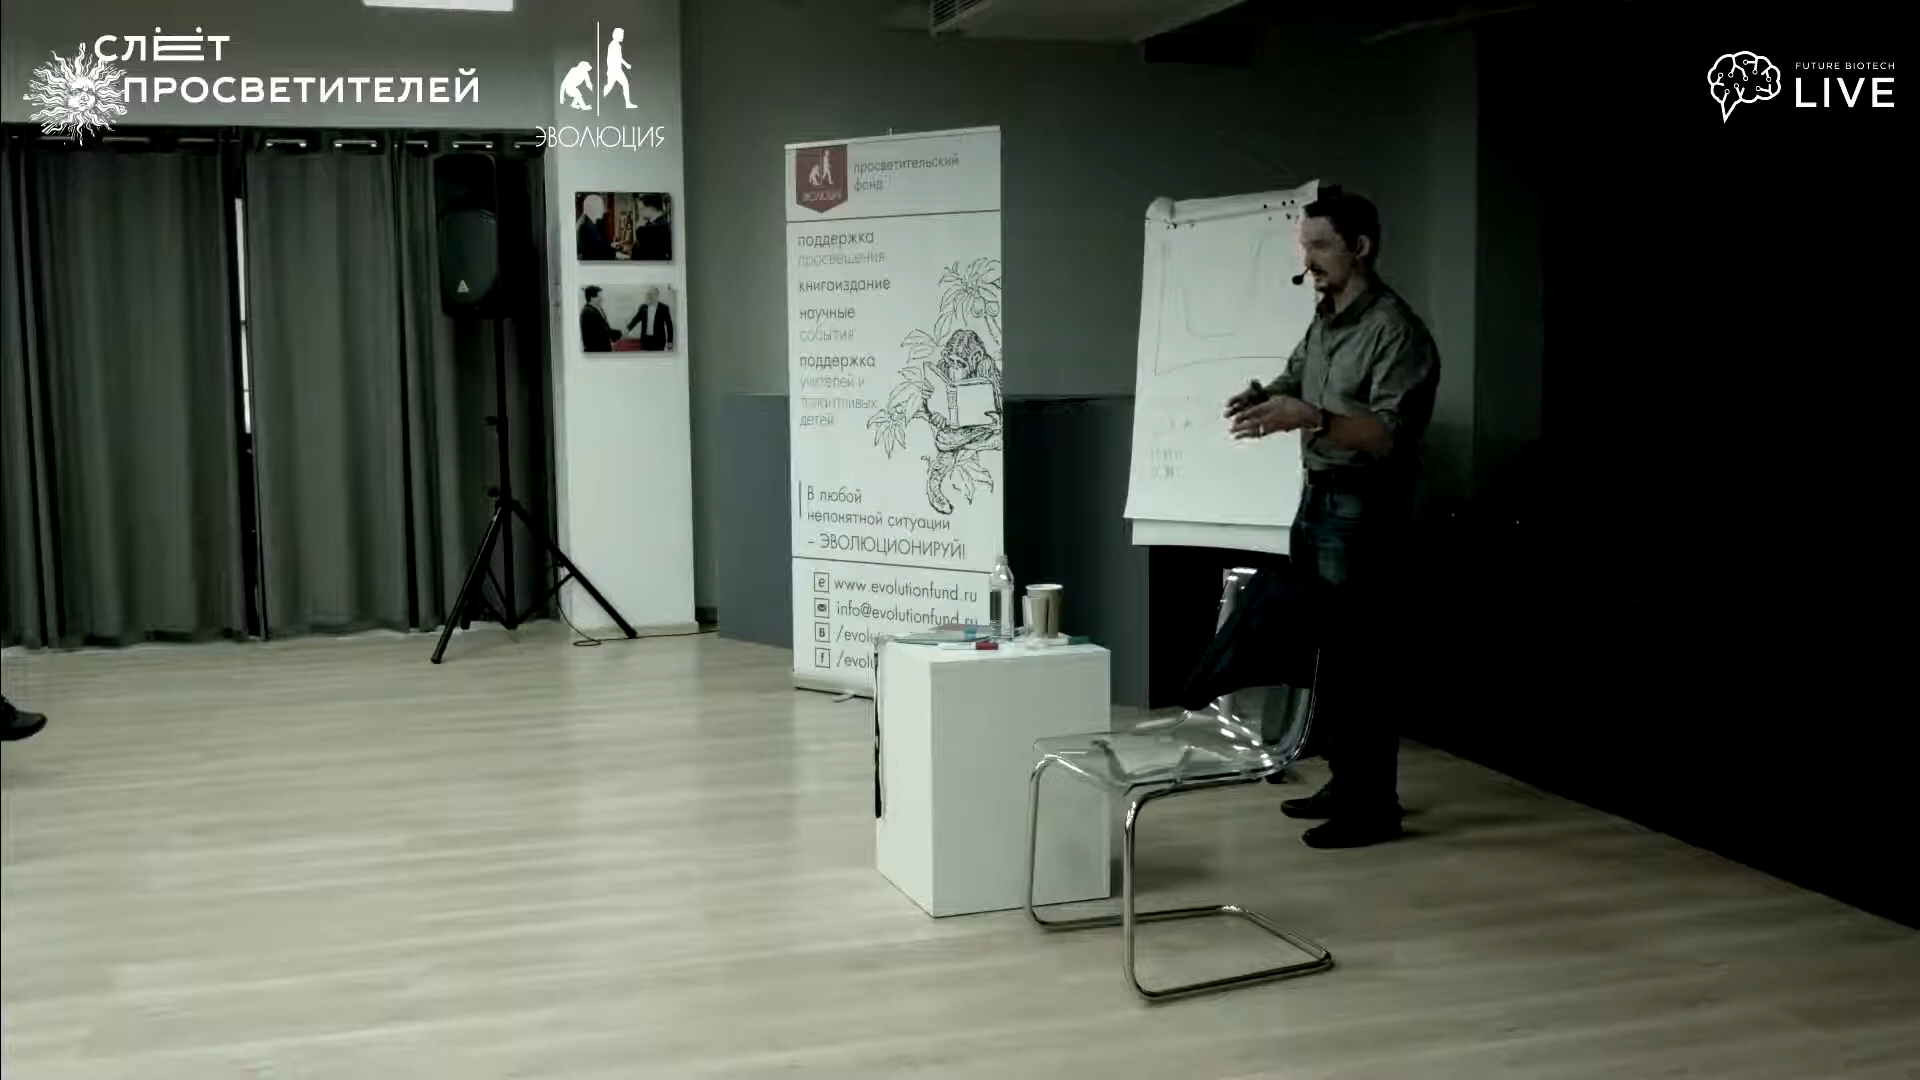 СЛЁТ
ПРОСВЕТИТЕЛЕЙ
ЭВОЛЮЦИЯ
FUTURE BIOTECH
LIVE
ЭВОЛЮЦИЯ
просветительский
фонд
поддержка
просвещения
книгоиздание
научные
события
поддержка
учителей и
талантливых
детей
В любой
непонятной ситуации
– ЭВОЛЮЦИОНИРУЙ!
www.evolutionfund.ru
info@evolutionfund.ru
/evolu
/evolu